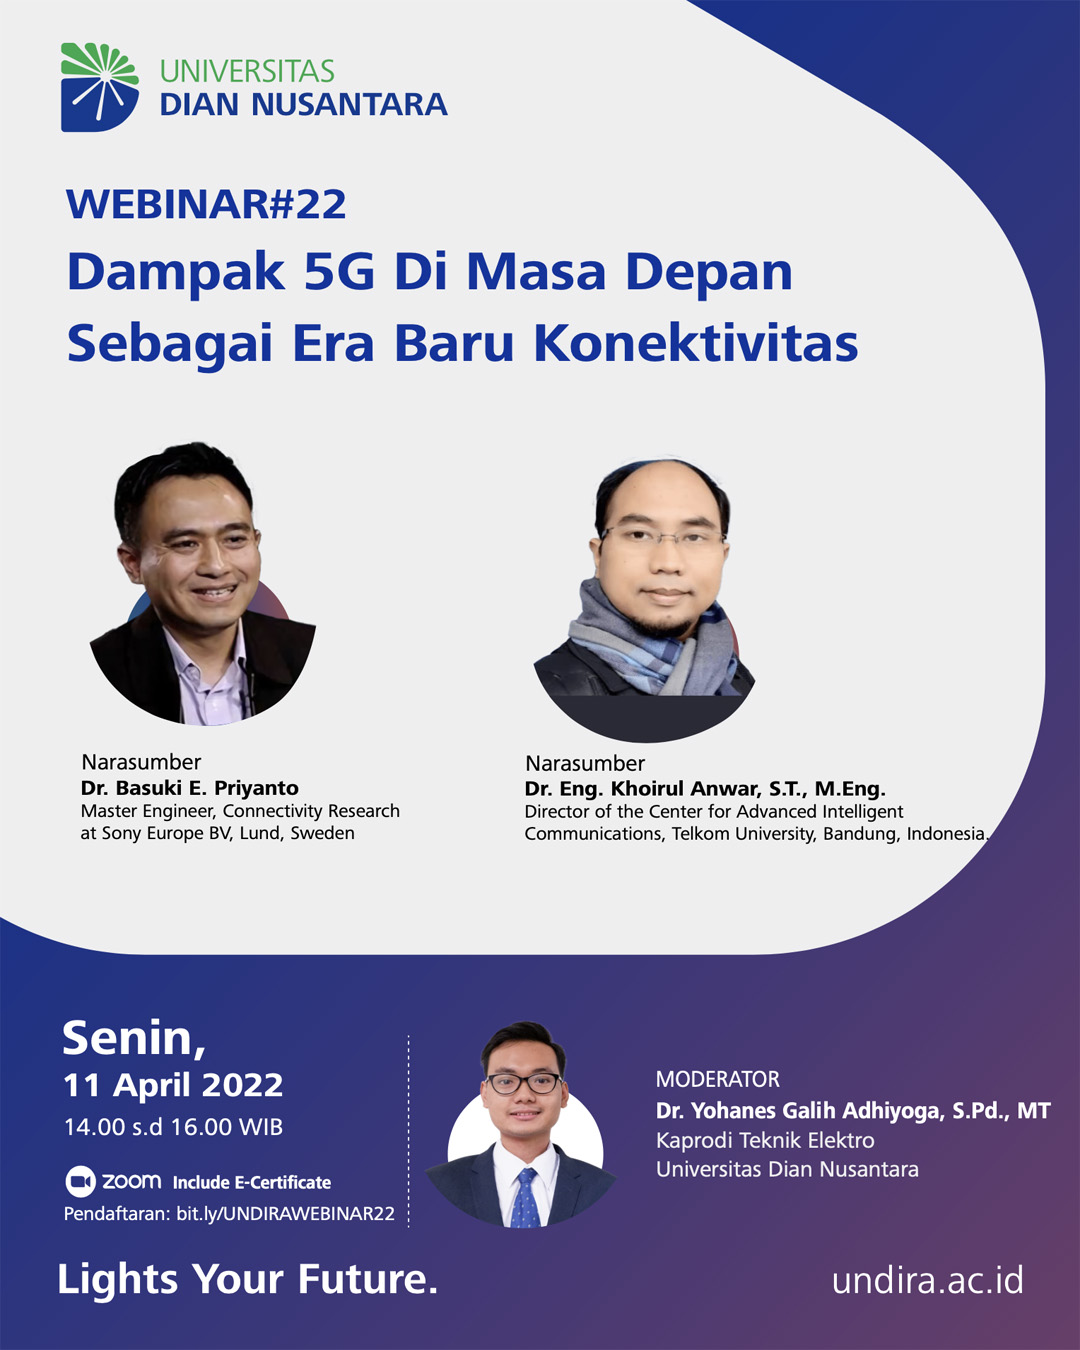 UNIVERSITAS
DIAN NUSANTARA
WEBINAR#22
Dampak 5G Di Masa Depan
Sebagai Era Baru Konektivitas
Narasumber
Dr. Basuki E. Priyanto
Master Engineer, Connectivity Research
at Sony Europe BV, Lund, Sweden
Narasumber
Dr. Eng. Khoirul Anwar, S.T., M.Eng.
Director of the Center for Advanced Intelligent
Communications, Telkom University, Bandung, Indonesia.
Senin,
11 April 2022
14.00 s.d 16.00 WIB
zoom Include E-Certificate
Pendaftaran: bit.ly/UNDIRAWEBINAR22
MODERATOR
Dr. Yohanes Galih Adhiyoga, S.Pd., MT
Kaprodi Teknik Elektro
Universitas Dian Nusantara
Lights Your Future.
undira.ac.id